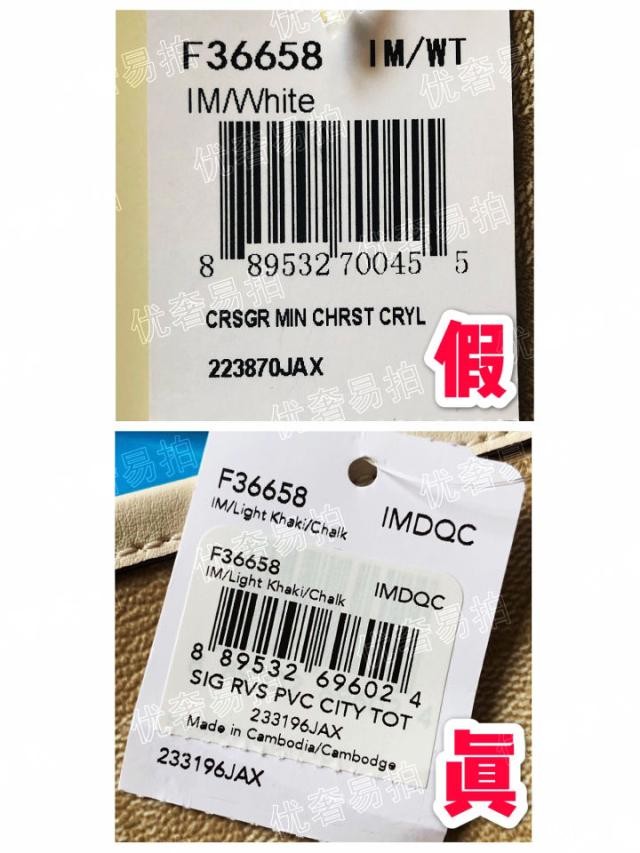 F36658 IM/WT
IM/White
8 89532 70045 5
CRSGR MIN CHRST CRYL
223870JAX
假
F36658
IM/Light Khaki/Chalk IMDQC
F36658
IM/Light Khaki/Chalk IMDQC
8 89532 69602 4
SIG RVS PVC CITY TOT
233196JAX
Made in Cambodia/Cambodge
233196JAX
真
优奢易拍